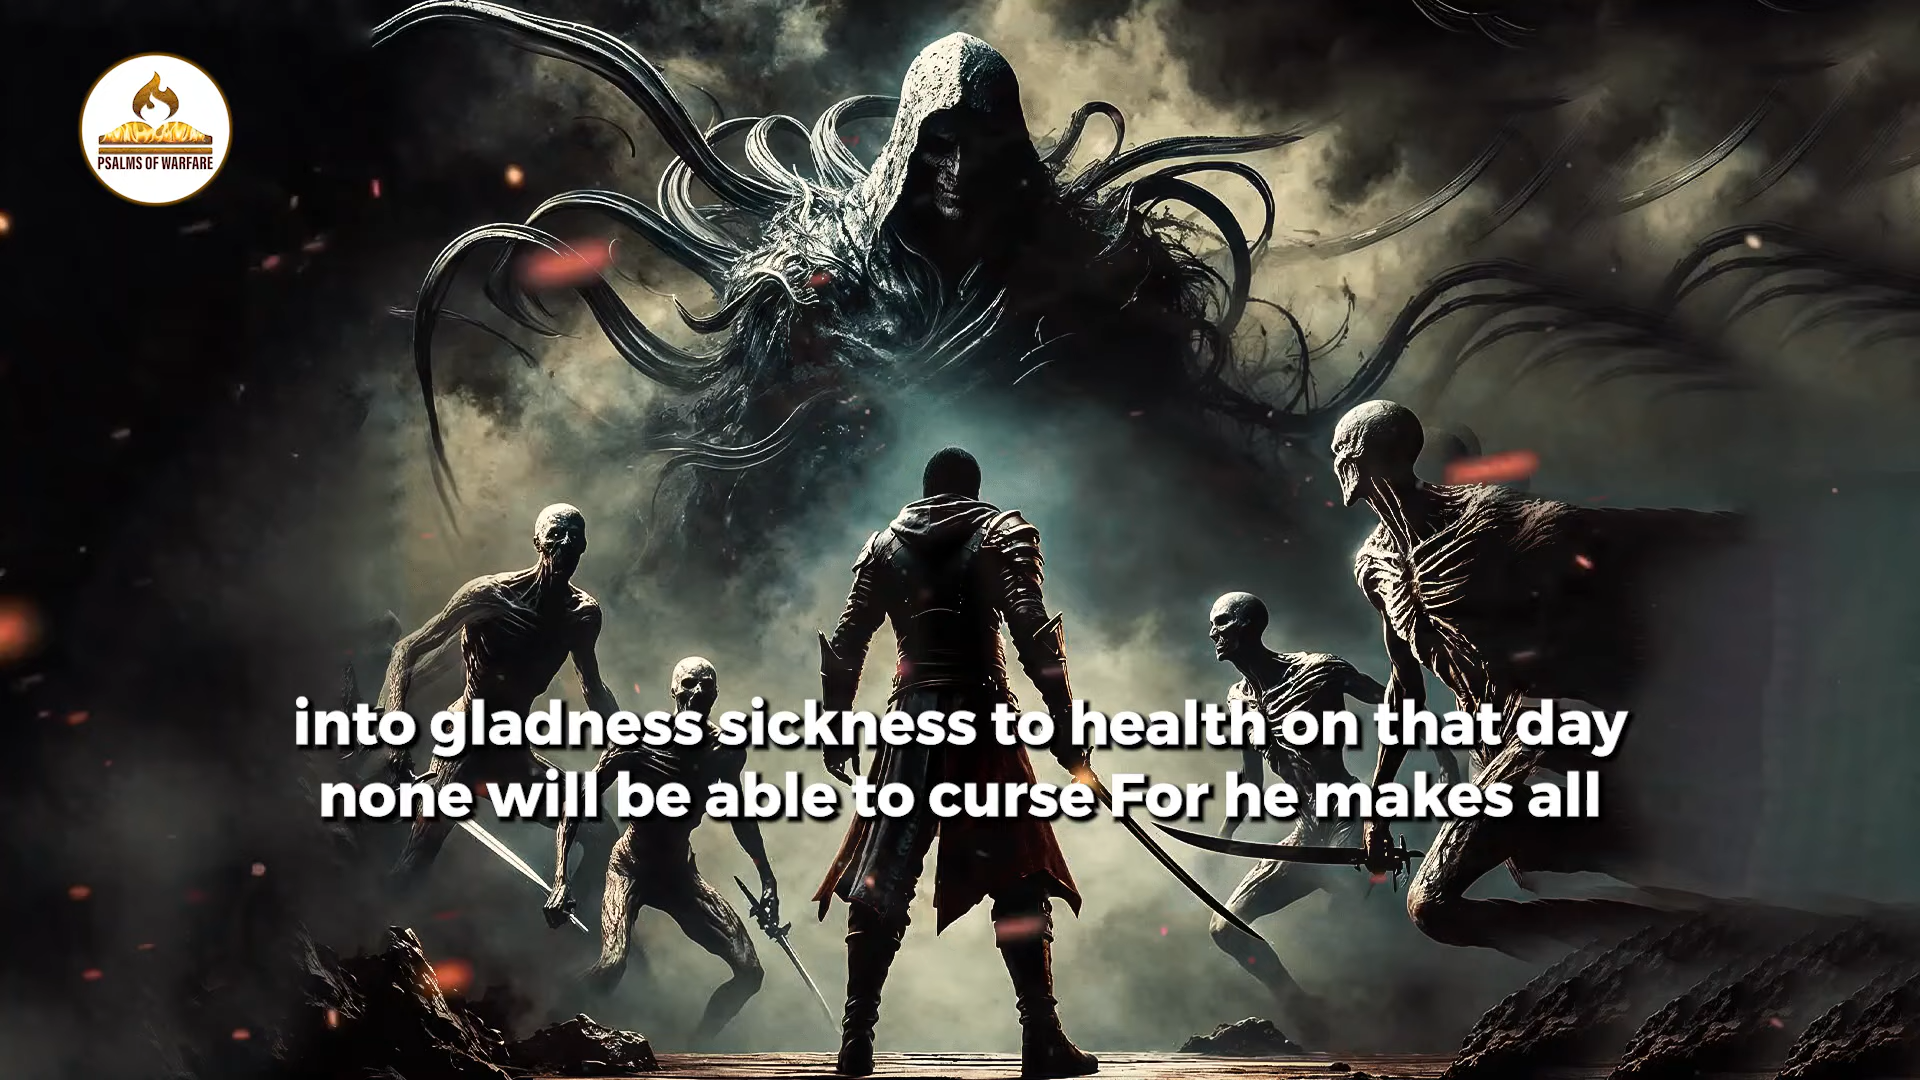 PSALMS OF WARFARE
into gladness sickness to health on that day
none will be able to curse For he makes all